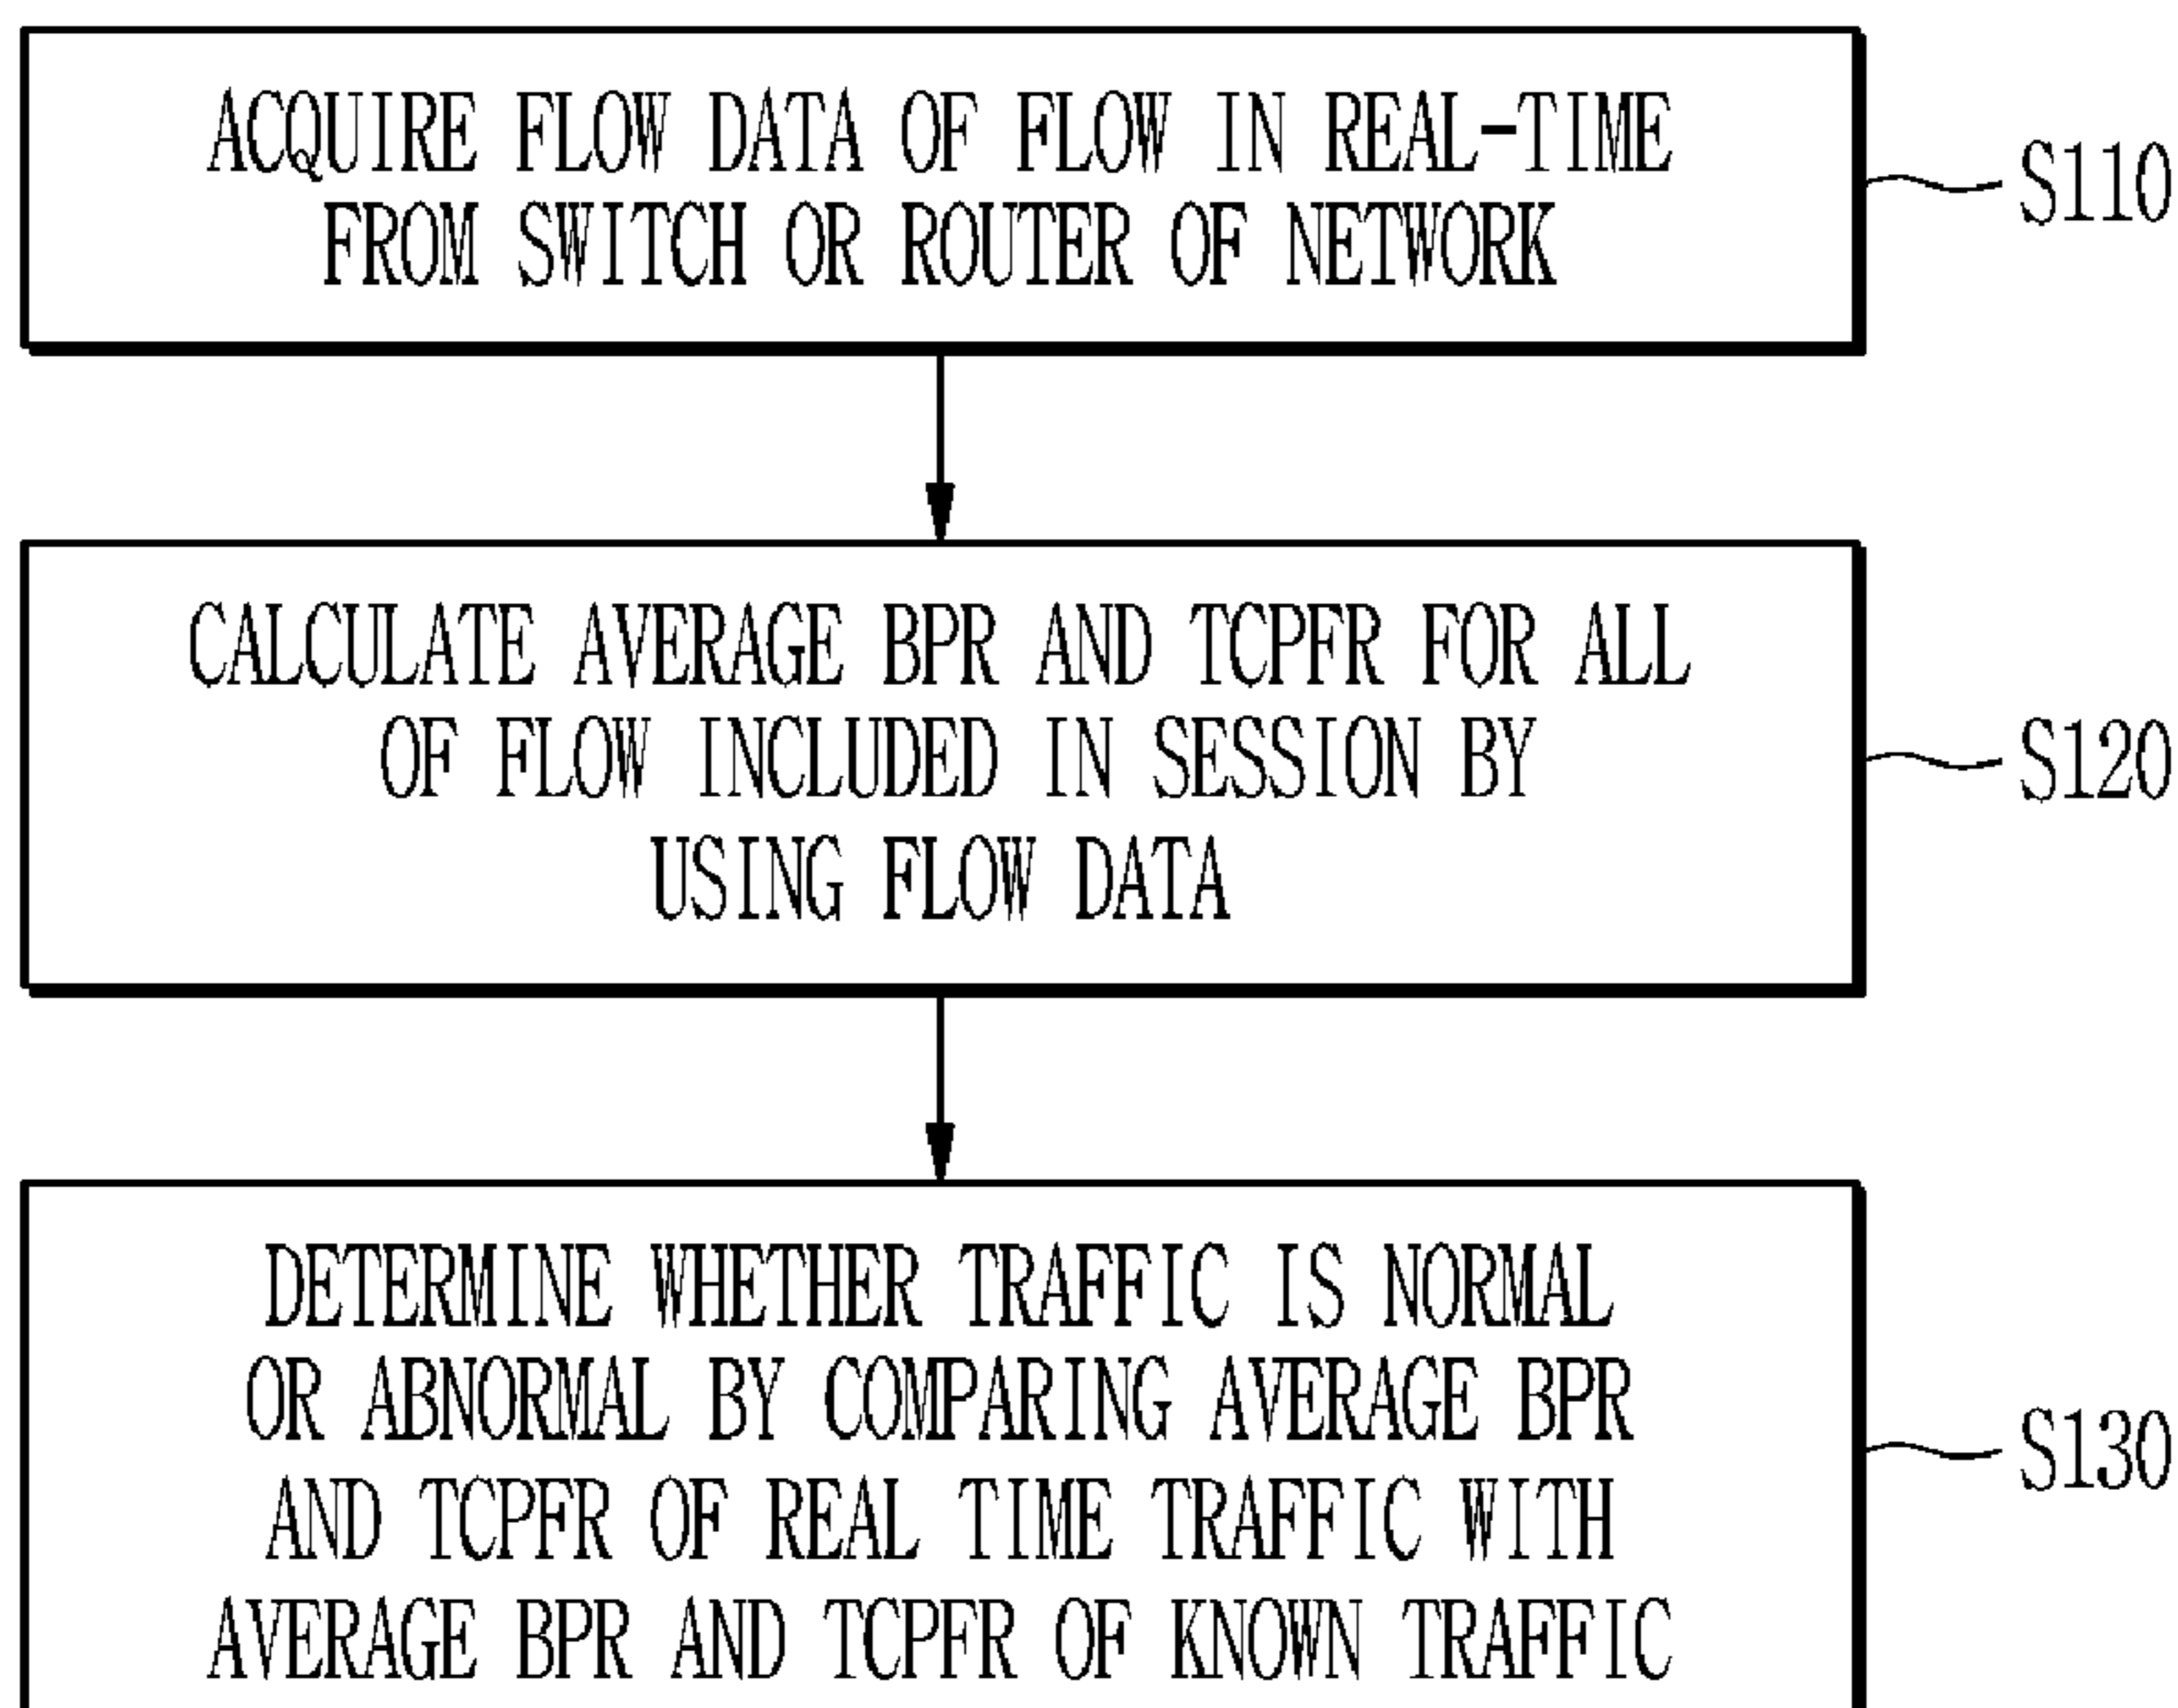 ACQUIRE FLOW DATA OF FLOW IN REAL-TIME
FROM SWITCH OR ROUTER OF NETWORK
S110
CALCULATE AVERAGE BPR AND TCPFR FOR ALL
OF FLOW INCLUDED IN SESSION BY
USING FLOW DATA
S120
DETERMINE WHETHER TRAFFIC IS NORMAL
OR ABNORMAL BY COMPARING AVERAGE BPR
AND TCPFR OF REAL TIME TRAFFIC WITH
AVERAGE BPR AND TCPFR OF KNOWN TRAFFIC
S130